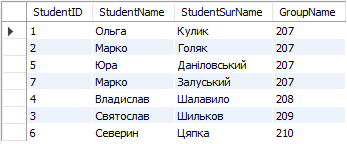 StudentID StudentName StudentSurName GroupName
1 Ольга Кулик 207
2 Марко Голяк 207
5 Юра Даніловський 207
7 Марко Залуський 207
4 Владислав Шалавило 208
3 Святослав Шильков 209
6 Северин Цяпка 210